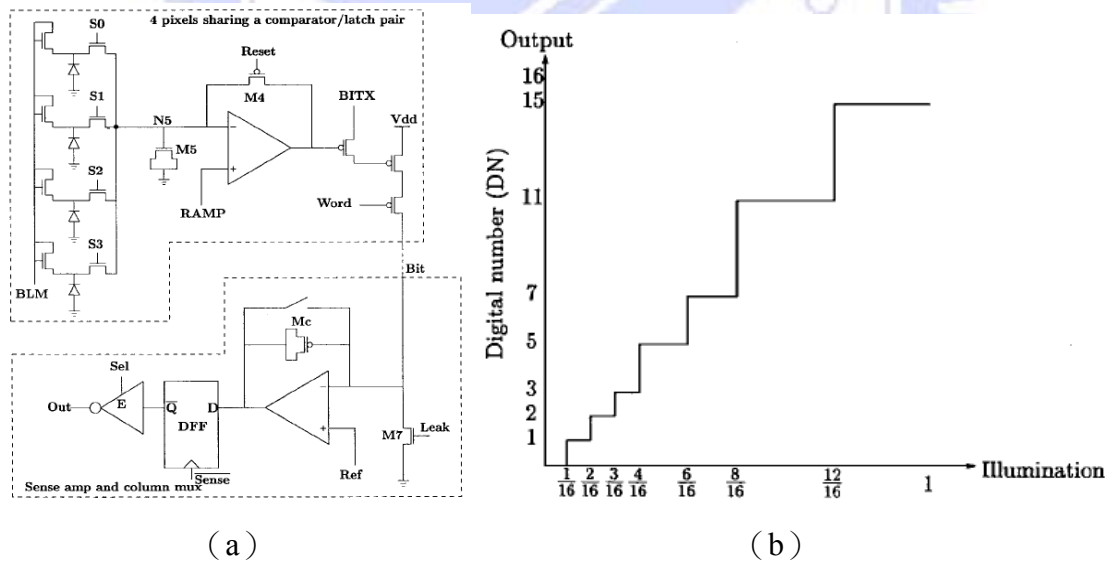 4 pixels sharing a comparator/latch pair
S0
Reset
M4
BITX
S1
N5
M5
Vdd
S2
RAMP
Word
S3
BLM
Bit
Mc
Sel
Out
E
Q
D
DFF
M7
Leak
Ref
Sense
Sense amp and column mux
(a)
Output
16
15
11
7
5
3
2
1
Digital number (DN)
1/16 2/16 3/16 4/16 6/16 8/16 12/16 1
Illumination
(b)